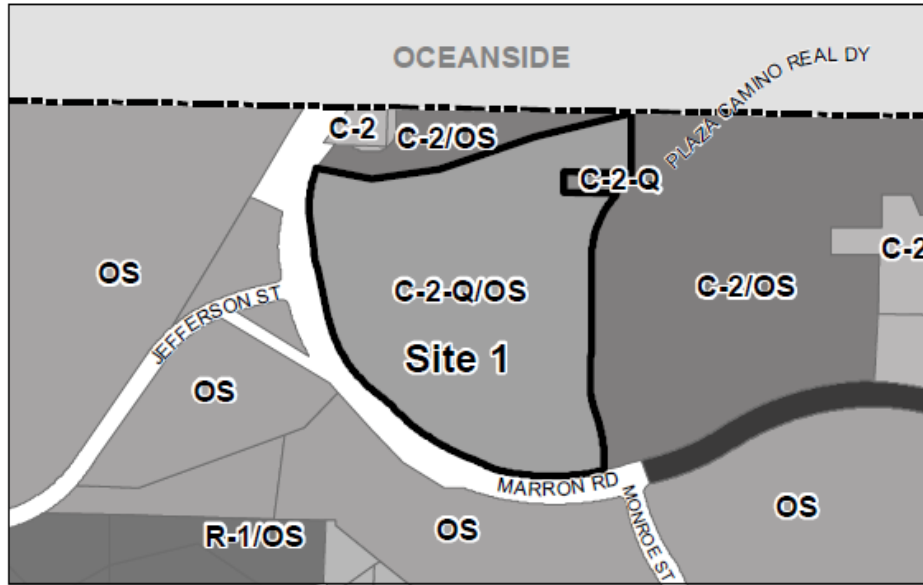 OCEANSIDE
PLAZA CAMINO REAL DY
C-2
C-2/OS
C-2-Q
OS
C-2-Q/OS
C-2/OS
C-2
JEFFERSON ST
Site 1
OS
MARRON RD
MONROE ST
R-1/OS
OS
OS